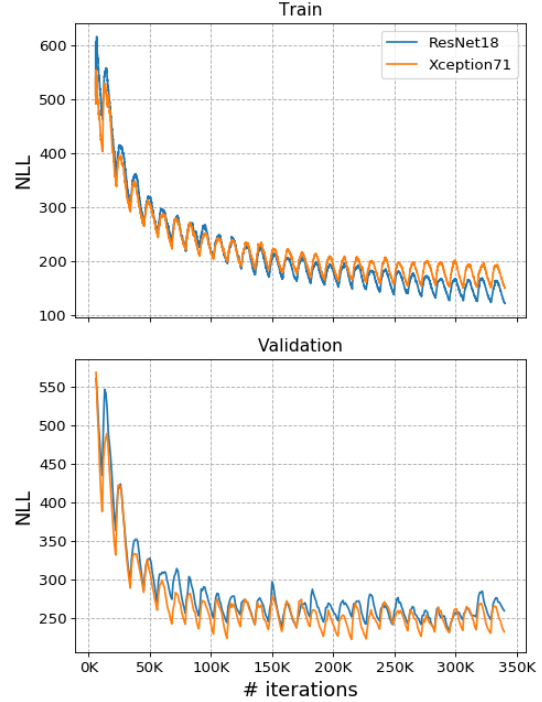 Train
600
500
400
300
200
100
NLL
ResNet18
Xception71
Validation
550
500
450
400
350
300
250
NLL
0K 50K 100K 150K 200K 250K 300K 350K
# iterations